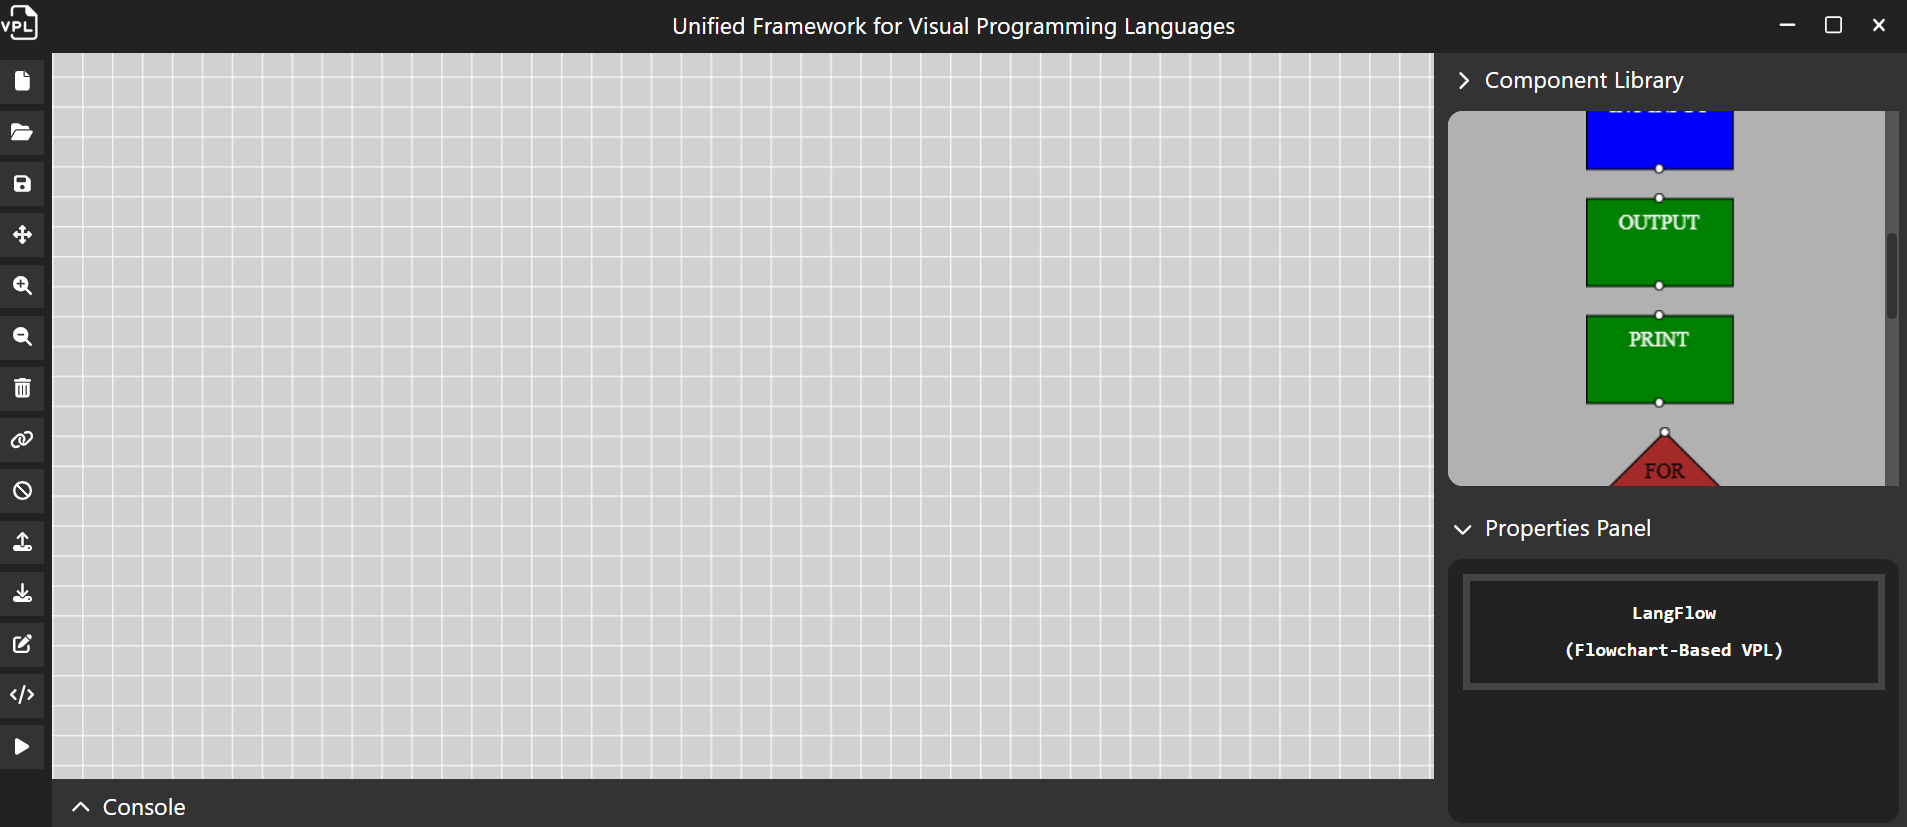 VPL
Unified Framework for Visual Programming Languages
Component Library
OUTPUT
PRINT
FOR
Properties Panel
LangFlow
(Flowchart-Based VPL)
Console